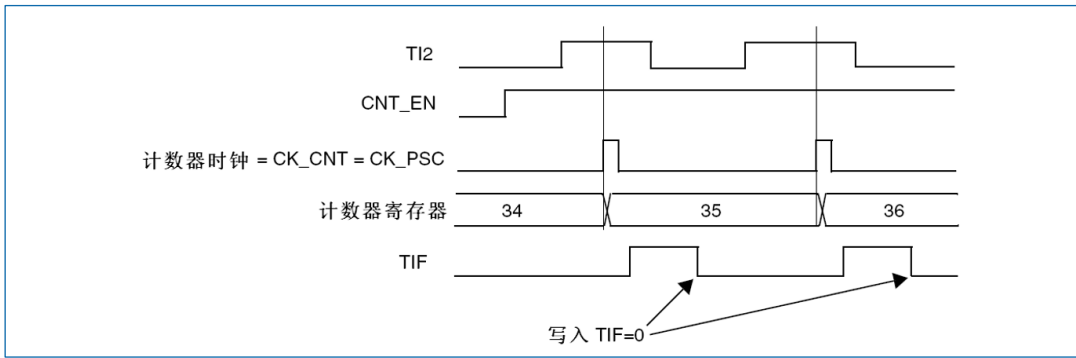 TI2
CNT_EN
计数器时钟 = CK_CNT = CK_PSC
计数器寄存器 34 35 36
TIF
写入 TIF=0